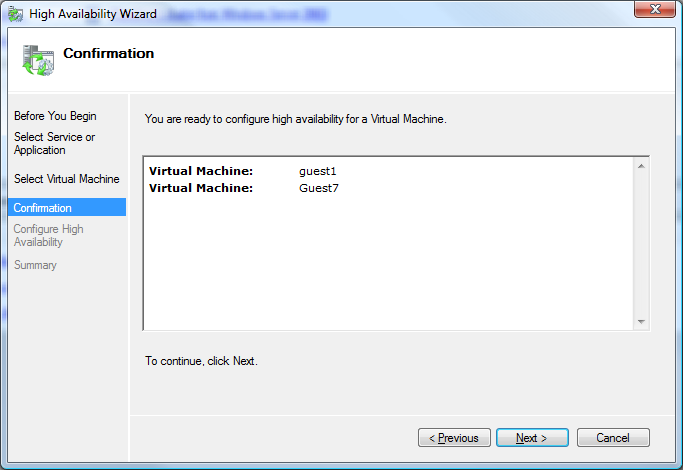 High Availability Wizard
Confirmation
Before You Begin
Select Service or
Application
Select Virtual Machine
Confirmation
Configure High
Availability
Summary
You are ready to configure high availability for a Virtual Machine.
Virtual Machine: guest1
Virtual Machine: Guest7
To continue, click Next.
< Previous
Next >
Cancel